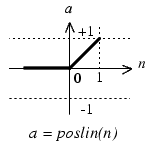 a
+1
n
0 1
-1
a = poslin(n)